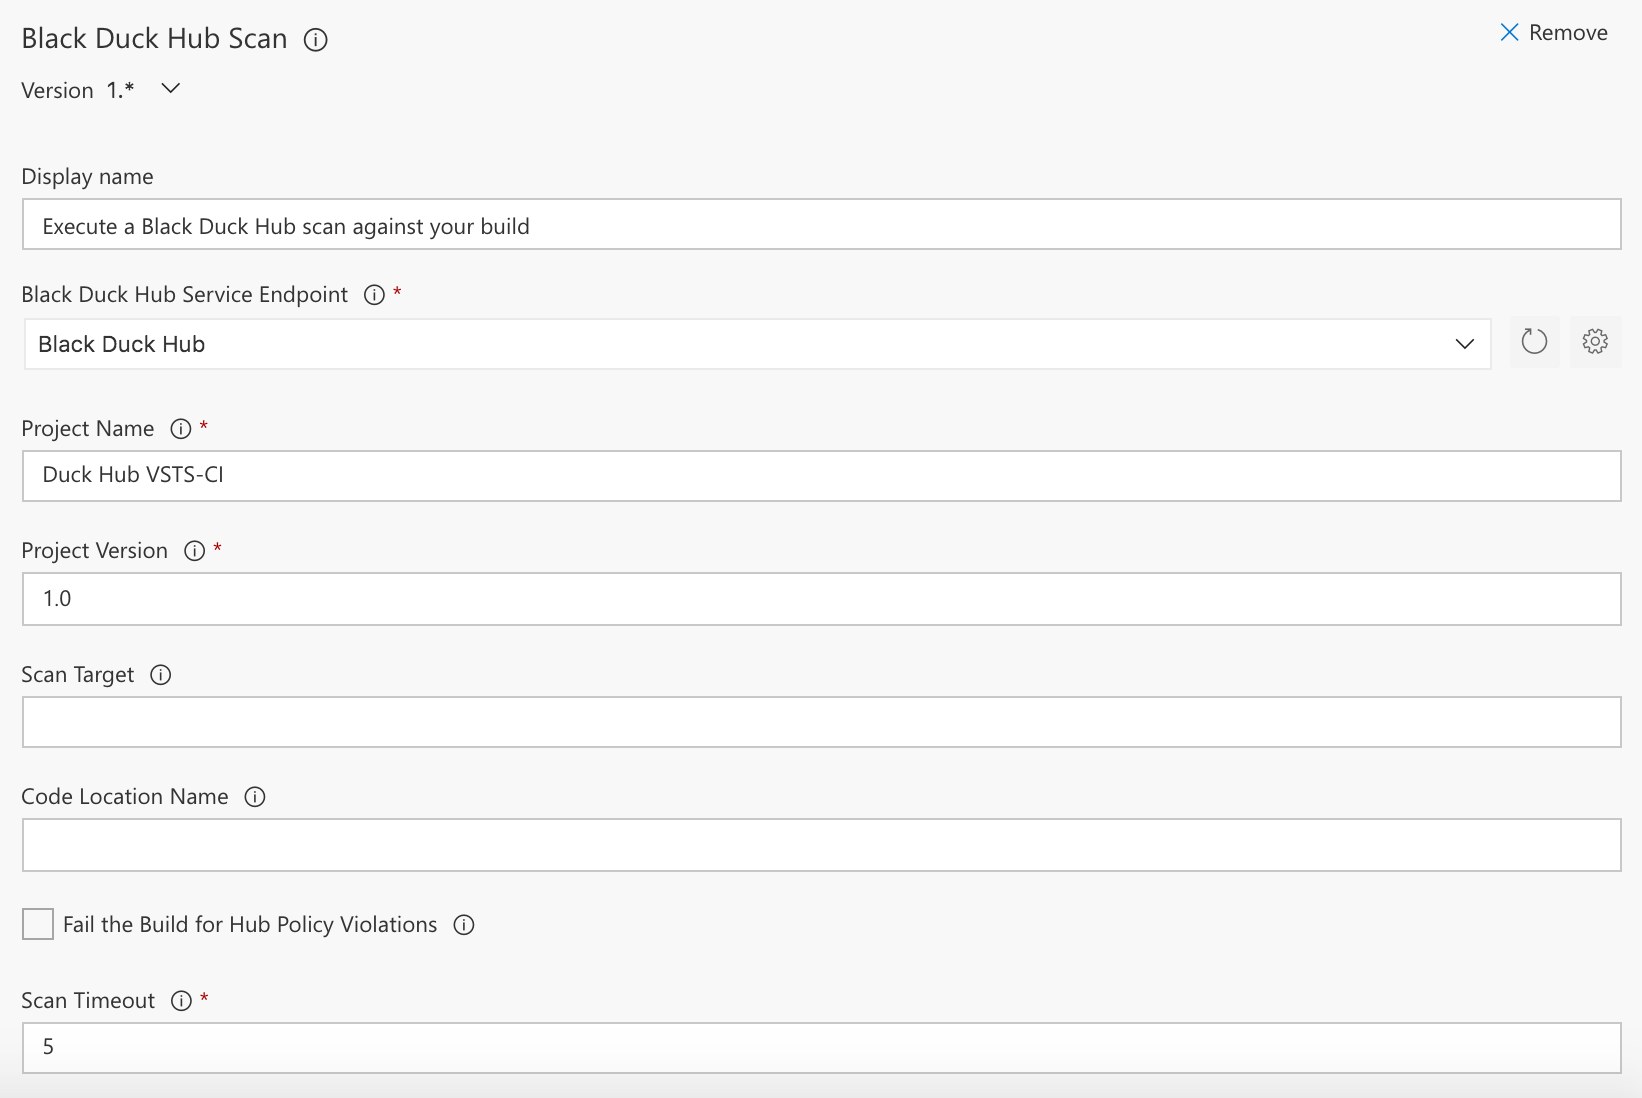 Black Duck Hub Scan
Remove
Version 1.*
Display name
Execute a Black Duck Hub scan against your build
Black Duck Hub Service Endpoint *
Black Duck Hub
Project Name *
Duck Hub VSTS-CI
Project Version *
1.0
Scan Target
Code Location Name
Fail the Build for Hub Policy Violations
Scan Timeout *
5